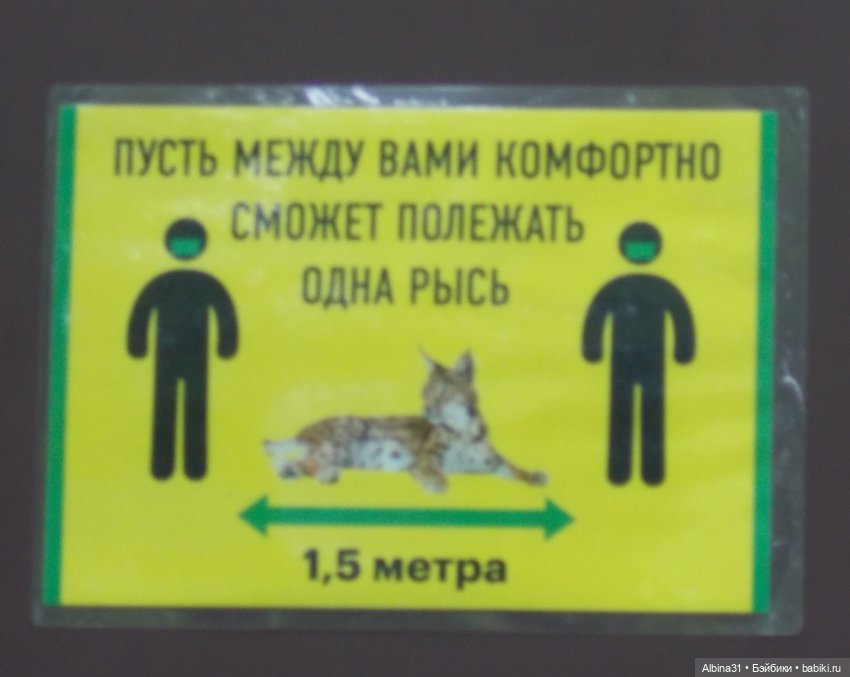 ПУСТЬ МЕЖДУ ВАМИ КОМФОРТНО
СМОЖЕТ ПОЛЕЖАТЬ
ОДНА РЫСЬ
1,5 метра
Albina31 • Бэйбики • babiki.ru